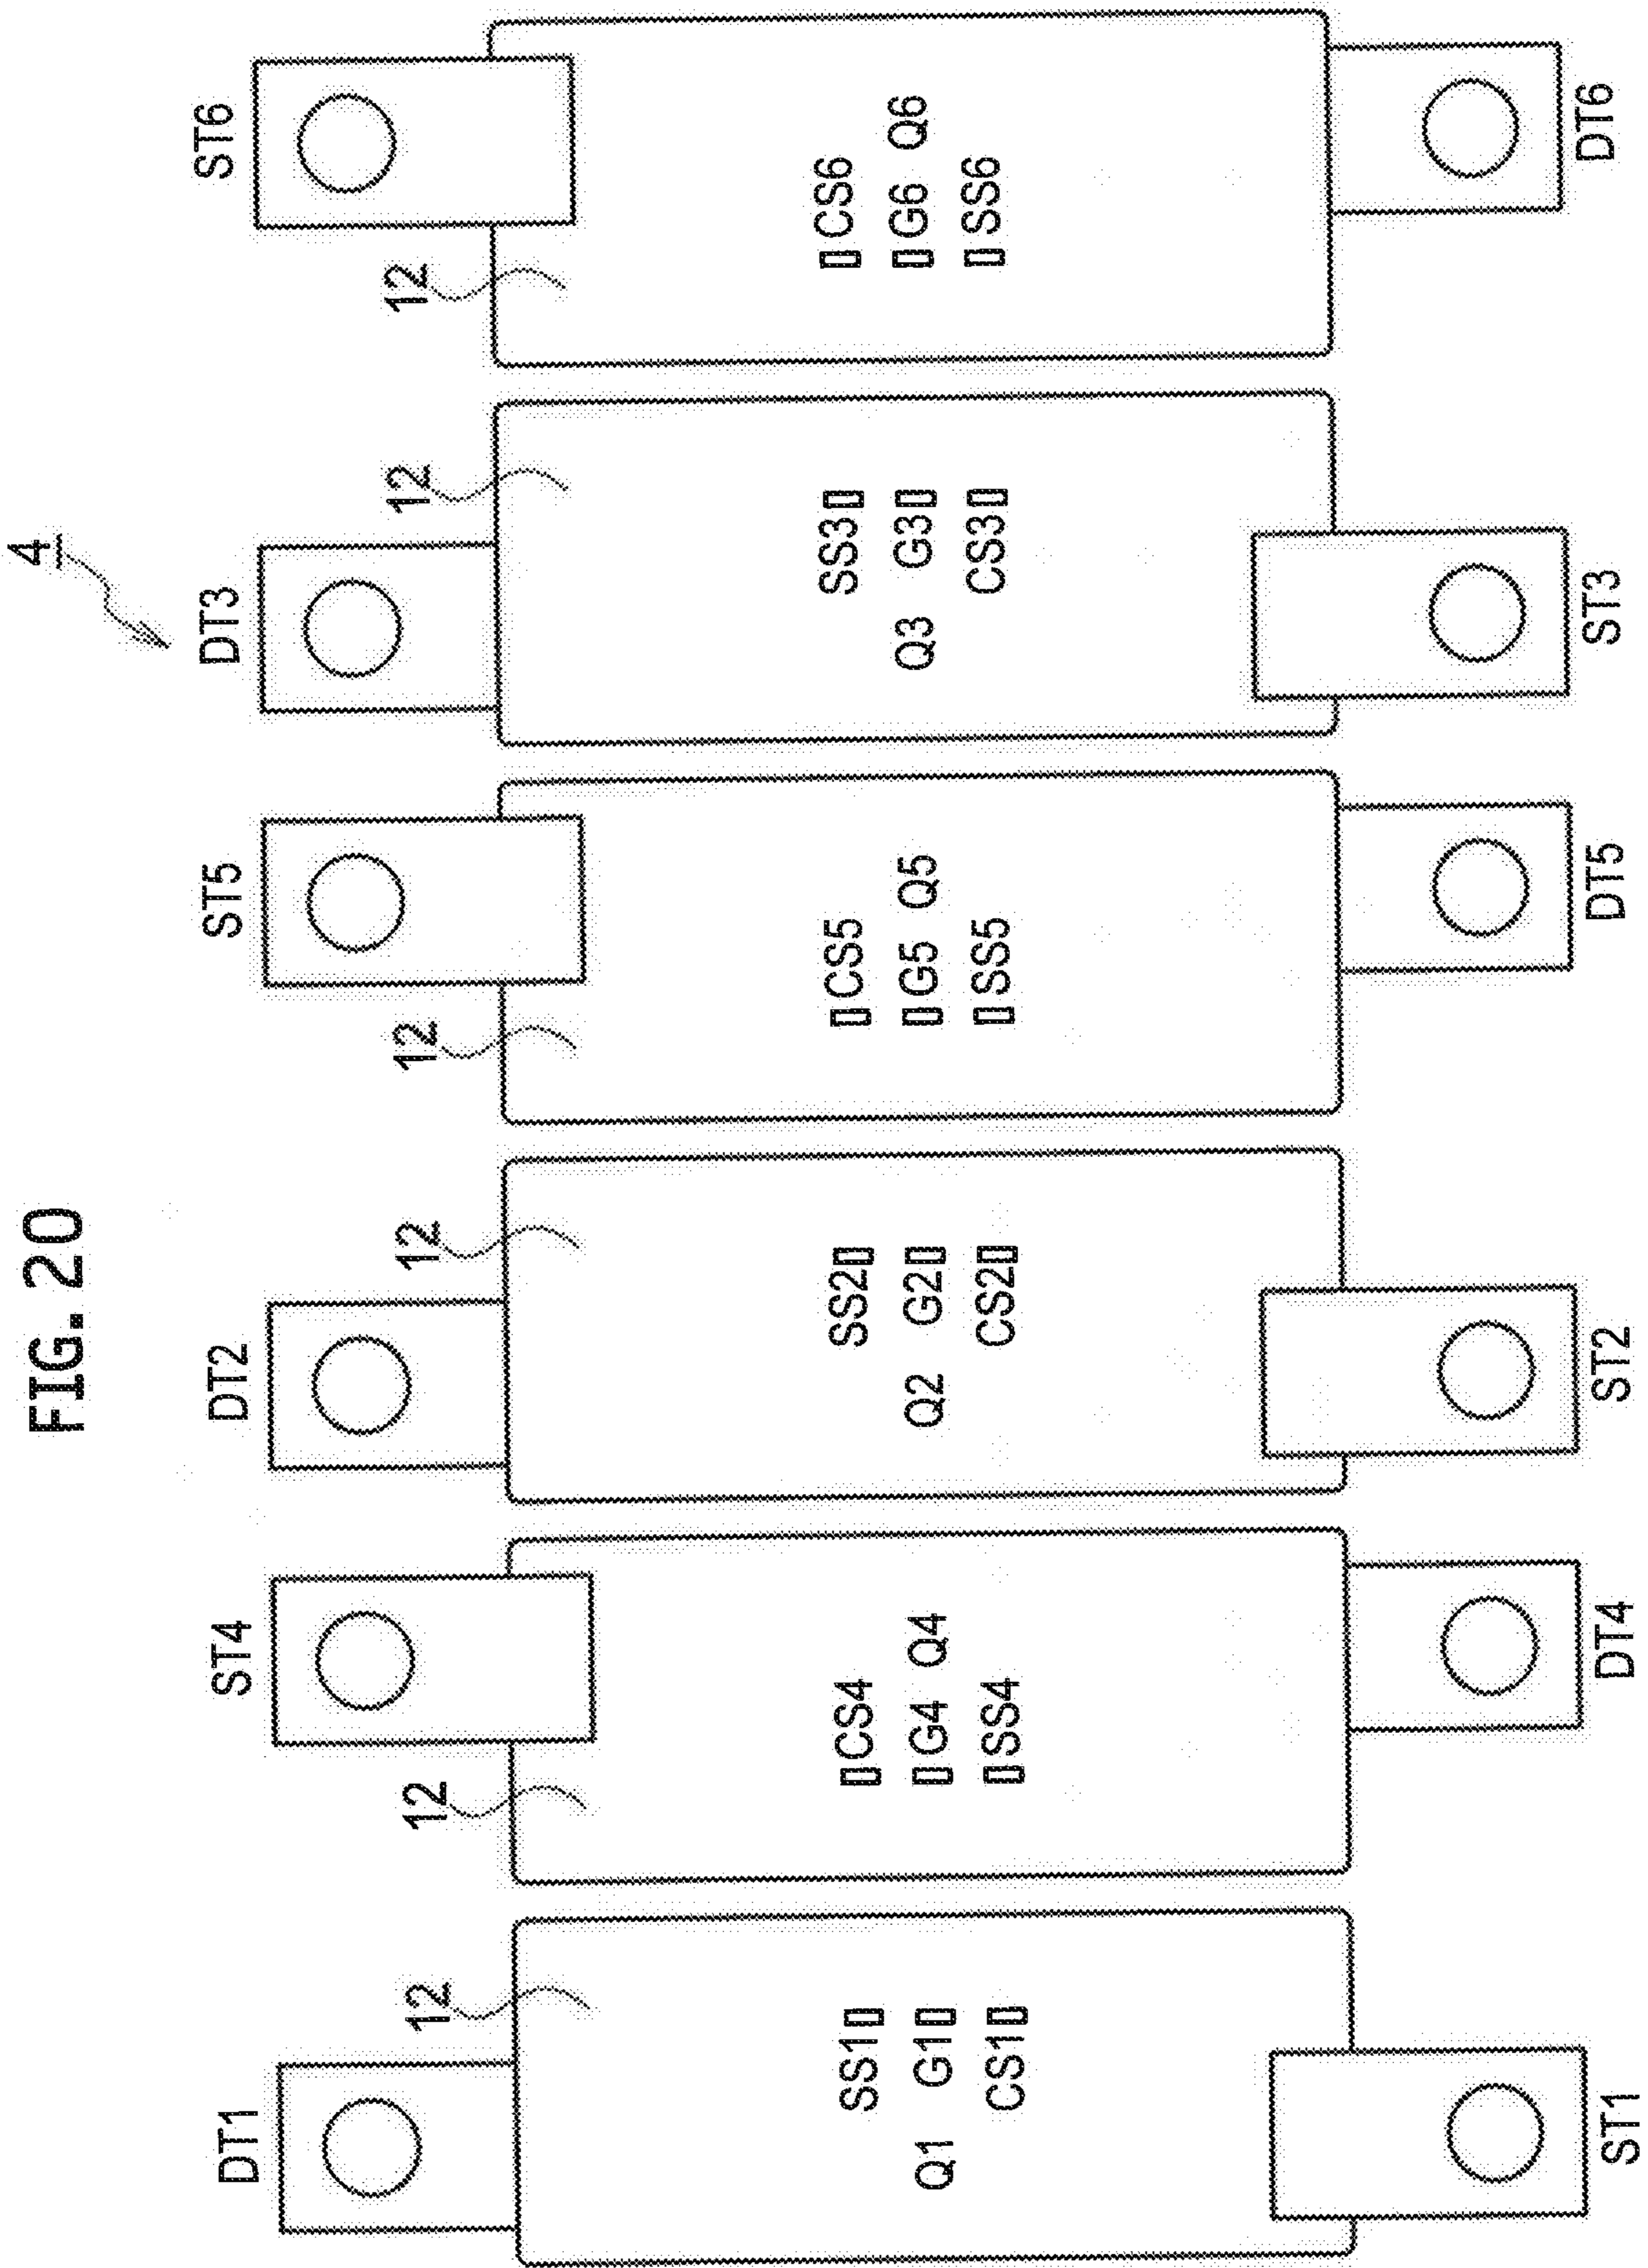 FIG. 20
4
DT1 ST4 DT2 ST5 DT3 ST6
12 12 12 12 12 12
SS1 CS4 SS2 CS5 SS3 CS6
Q1 G1 G4 Q4 Q2 G2 G5 Q5 Q3 G3 G6 Q6
CS1 SS4 CS2 SS5 CS3 SS6
ST1 DT4 ST2 DT5 ST3 DT6